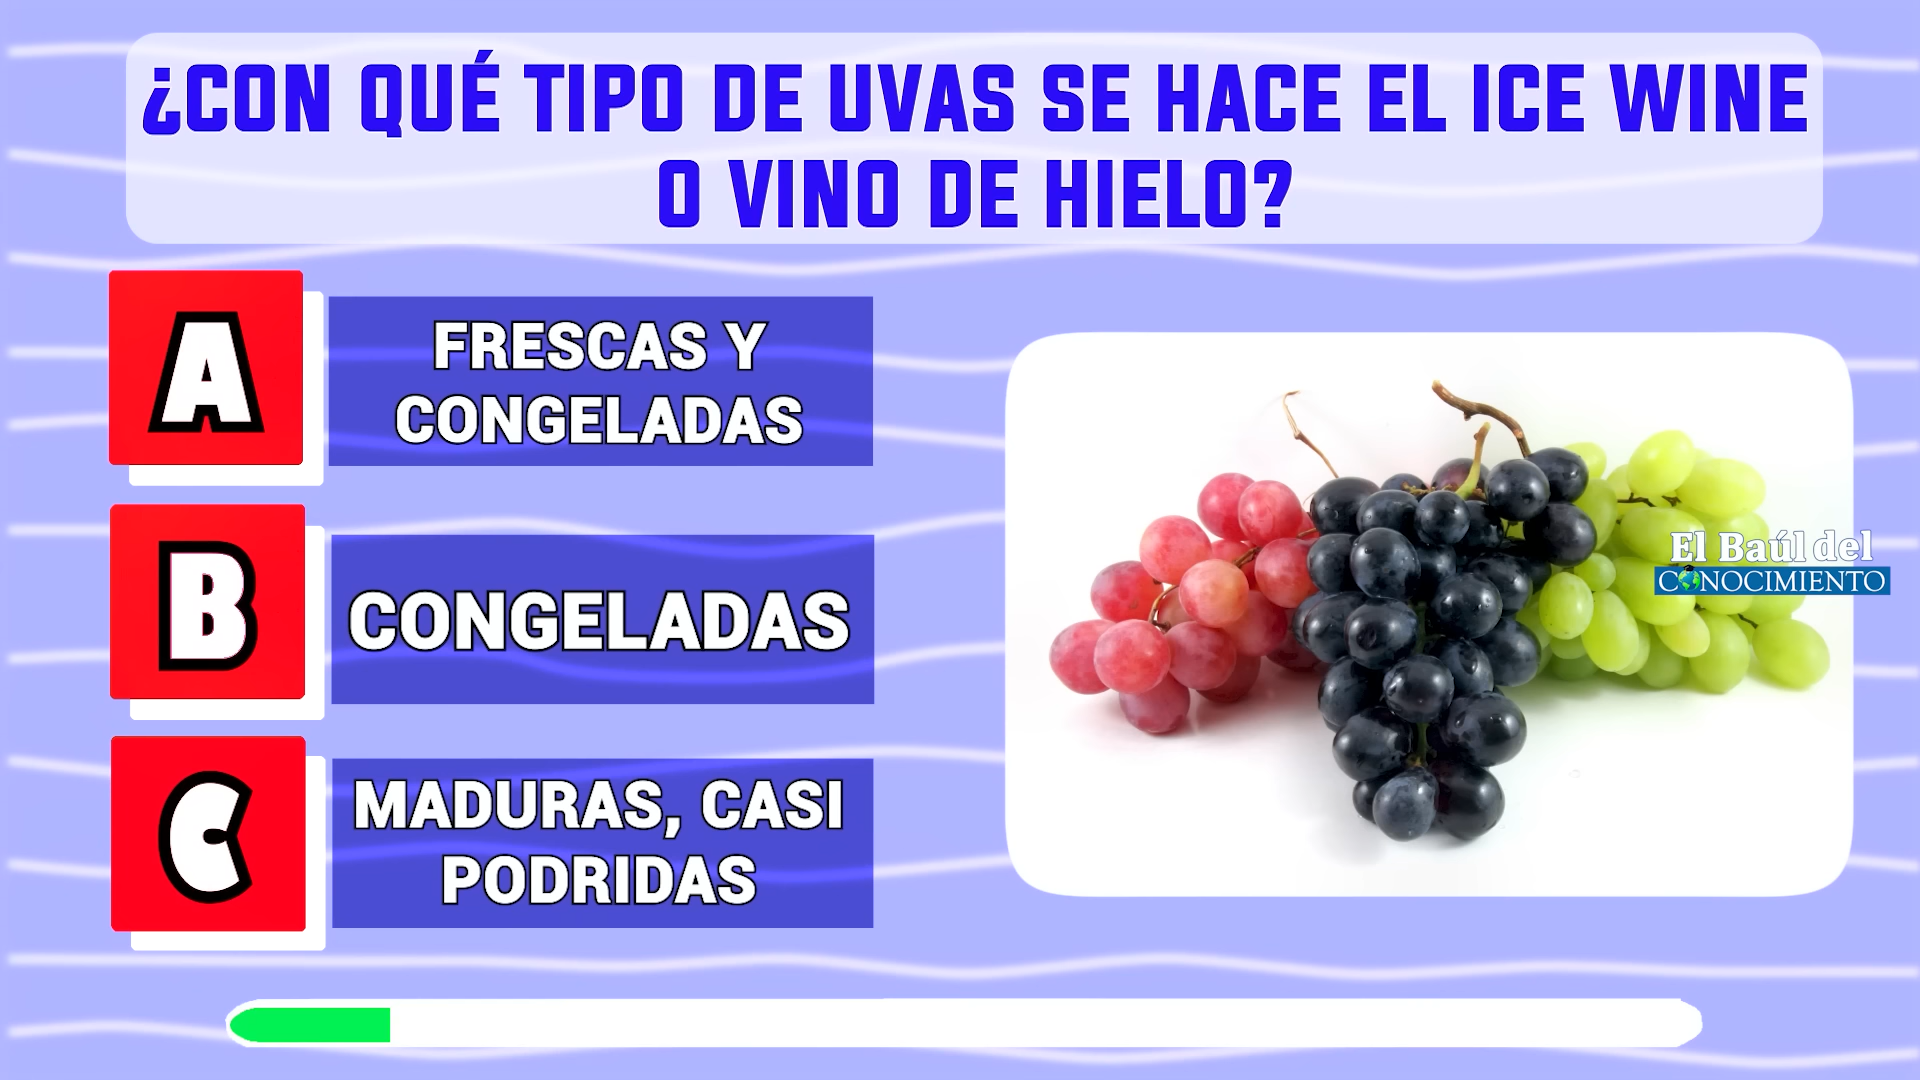 ¿CON QUÉ TIPO DE UVAS SE HACE EL ICE WINE
O VINO DE HIELO?
A
FRESCAS Y
CONGELADAS
B
CONGELADAS
C
MADURAS, CASI
PODRIDAS
El Baúl del
CONOCIMIENTO